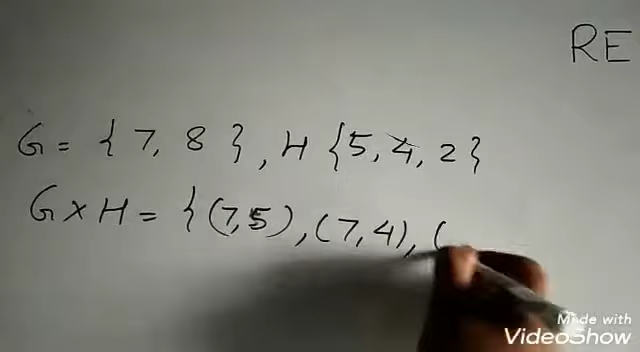 RE
G = { 7, 8 }, H {5, 4, 2}
G × H = { (7,5), (7,4), (
Made with
VideoShow